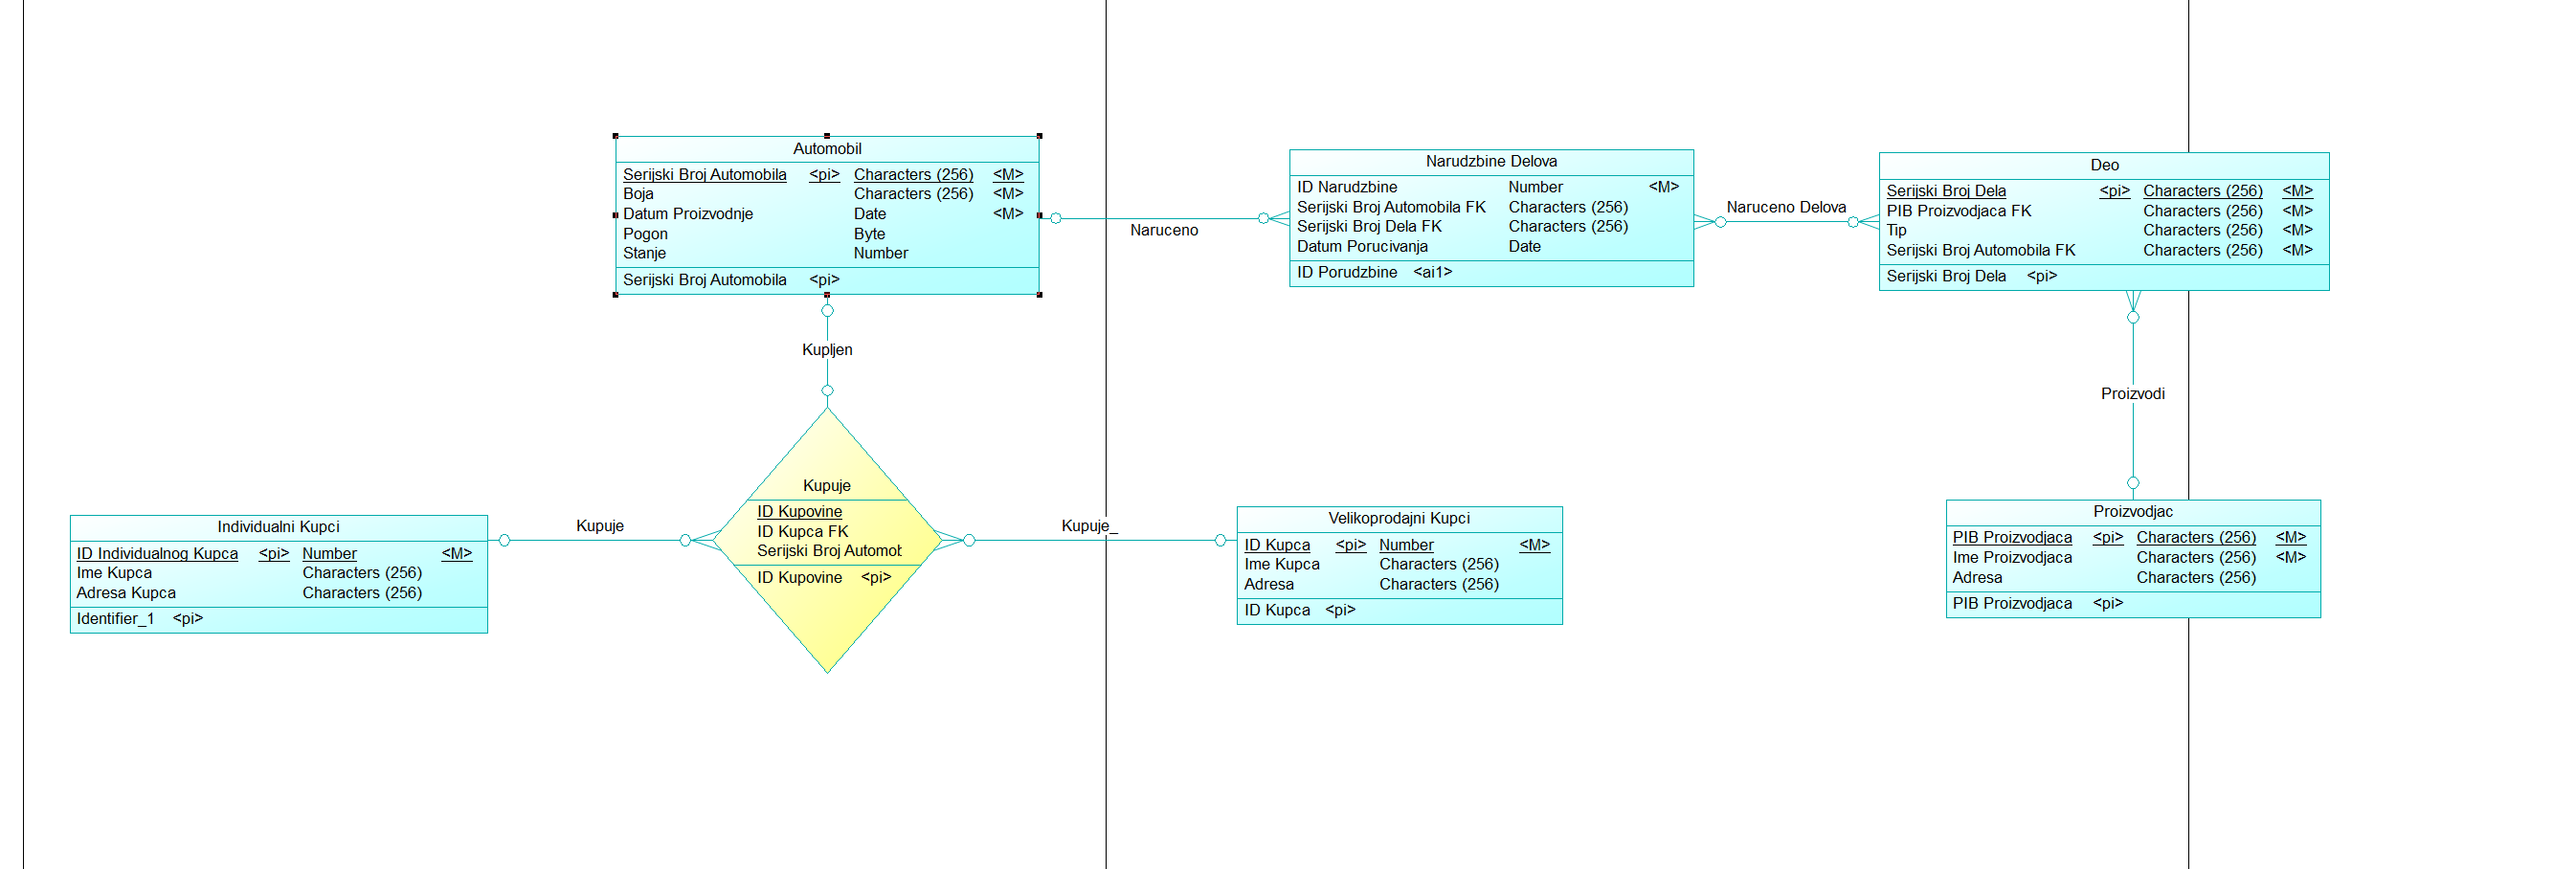 Automobil
Serijski Broj Automobila <pi> Characters (256) <M>
Boja Characters (256) <M>
Datum Proizvodnje Date <M>
Pogon Byte
Stanje Number
Serijski Broj Automobila <pi>
Naruceno
Narudzbine Delova
ID Narudzbine Number <M>
Serijski Broj Automobila FK Characters (256)
Serijski Broj Dela FK Characters (256)
Datum Porucivanja Date
ID Porudzbine <ai1>
Naruceno Delova
Deo
Serijski Broj Dela <pi> Characters (256) <M>
PIB Proizvodjaca FK Characters (256) <M>
Tip Characters (256) <M>
Serijski Broj Automobila FK Characters (256) <M>
Serijski Broj Dela <pi>
Kupljen
Proizvodi
Individualni Kupci
ID Individualnog Kupca <pi> Number <M>
Ime Kupca Characters (256)
Adresa Kupca Characters (256)
Identifier_1 <pi>
Kupuje
Kupuje
ID Kupovine
ID Kupca FK
Serijski Broj Automot
ID Kupovine <pi>
Kupuje_
Velikoprodajni Kupci
ID Kupca <pi> Number <M>
Ime Kupca Characters (256)
Adresa Characters (256)
ID Kupca <pi>
Proizvodjac
PIB Proizvodjaca <pi> Characters (256) <M>
Ime Proizvodjaca Characters (256) <M>
Adresa Characters (256)
PIB Proizvodjaca <pi>